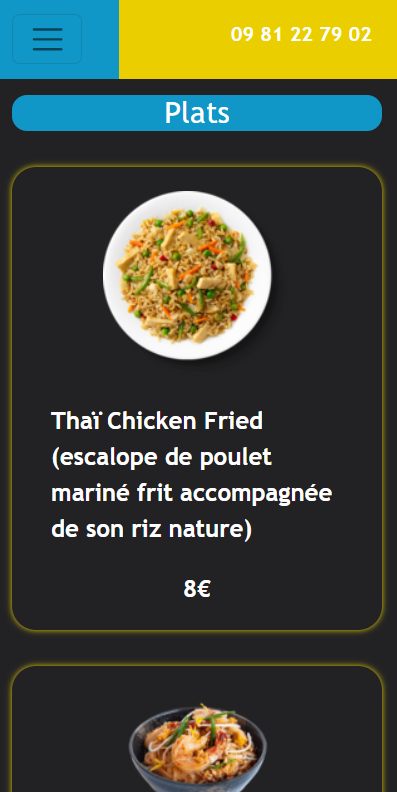 09 81 22 79 02
Plats
Thaï Chicken Fried
(escalope de poulet
mariné frit accompagnée
de son riz nature)
8€